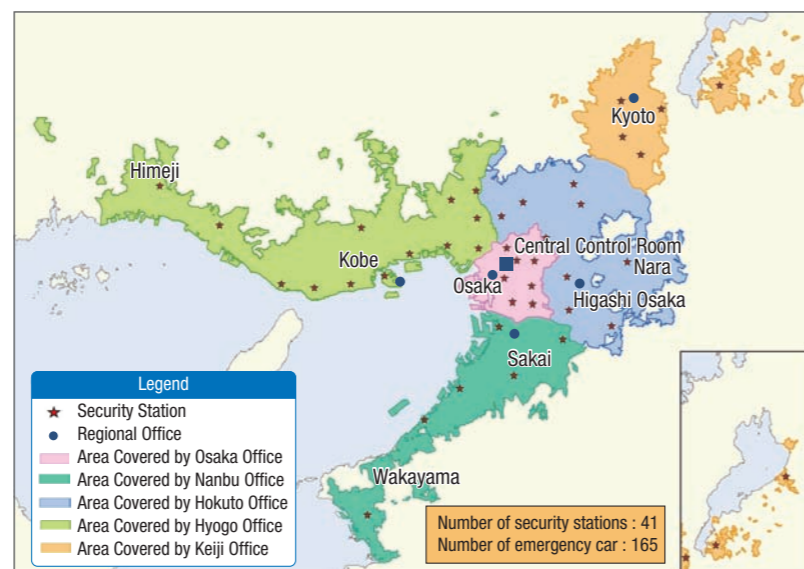 Kyoto
Himeji
Kobe
Central Control Room
Nara
Osaka
Higashi Osaka
Sakai
Wakayama
Legend
Security Station
Regional Office
Area Covered by Osaka Office
Area Covered by Nanbu Office
Area Covered by Hokuto Office
Area Covered by Hyogo Office
Area Covered by Keiji Office
Number of security stations : 41
Number of emergency car : 165